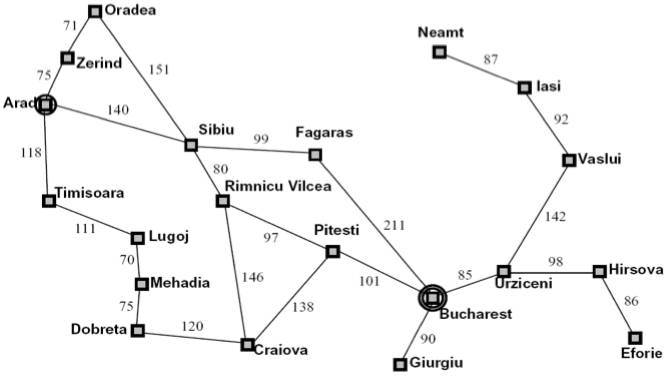 71
Oradea
Neamt
87
Zerind
75
151
Iasi
Arad
140
92
Sibiu
Fagaras
99
118
80
Vaslui
Timisoara
Rimnicu Vilcea
111
142
Lugoj
97
Pitesti
211
70
98
Hirsova
Mehadia
146
101
85
Urziceni
75
138
86
Bucharest
Dobreta
120
90
Craiova
Eforie
Giurgiu